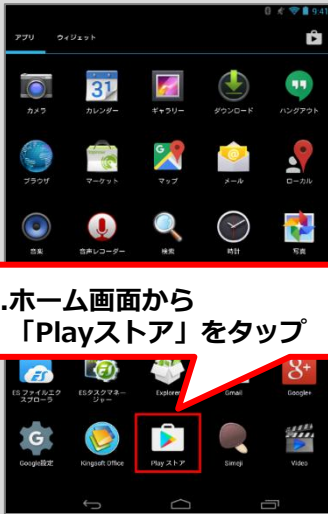 9:41
アプリ ウィジェット
カメラ カレンダー ギャラリー ダウンロード ハングアウト
31
ブラウザ マーケット マップ メール ローカル
音楽 音声レコーダー 検索 時計 写真
.ホーム画面から
「Playストア」をタップ
ES ファイルエク
スプローラ
ESタスクマネー
ジャー
Explorer
Gmail
Google+
Google設定 Kingsoft Office Play ストア Simeji Video